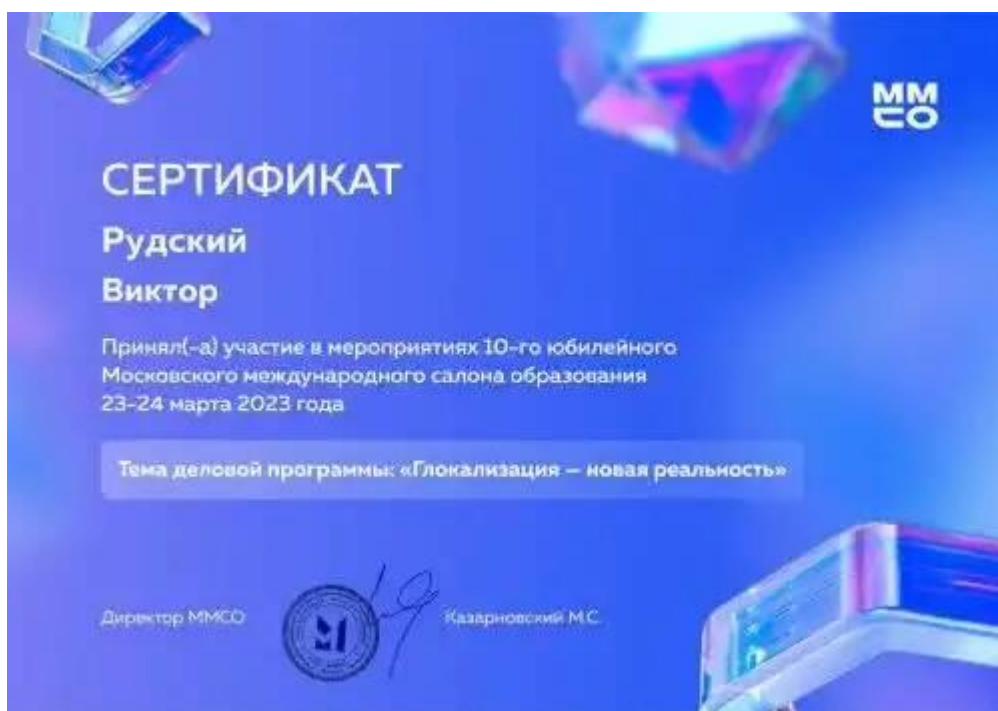 ММ
СО
СЕРТИФИКАТ
Рудский
Виктор
Принял(-а) участие в мероприятиях 10-го юбилейного
Московского международного салона образования
23-24 марта 2023 года
Тема деловой программы: «Глокализация — новая реальность»
Директор ММСО
Казарновский М.С.